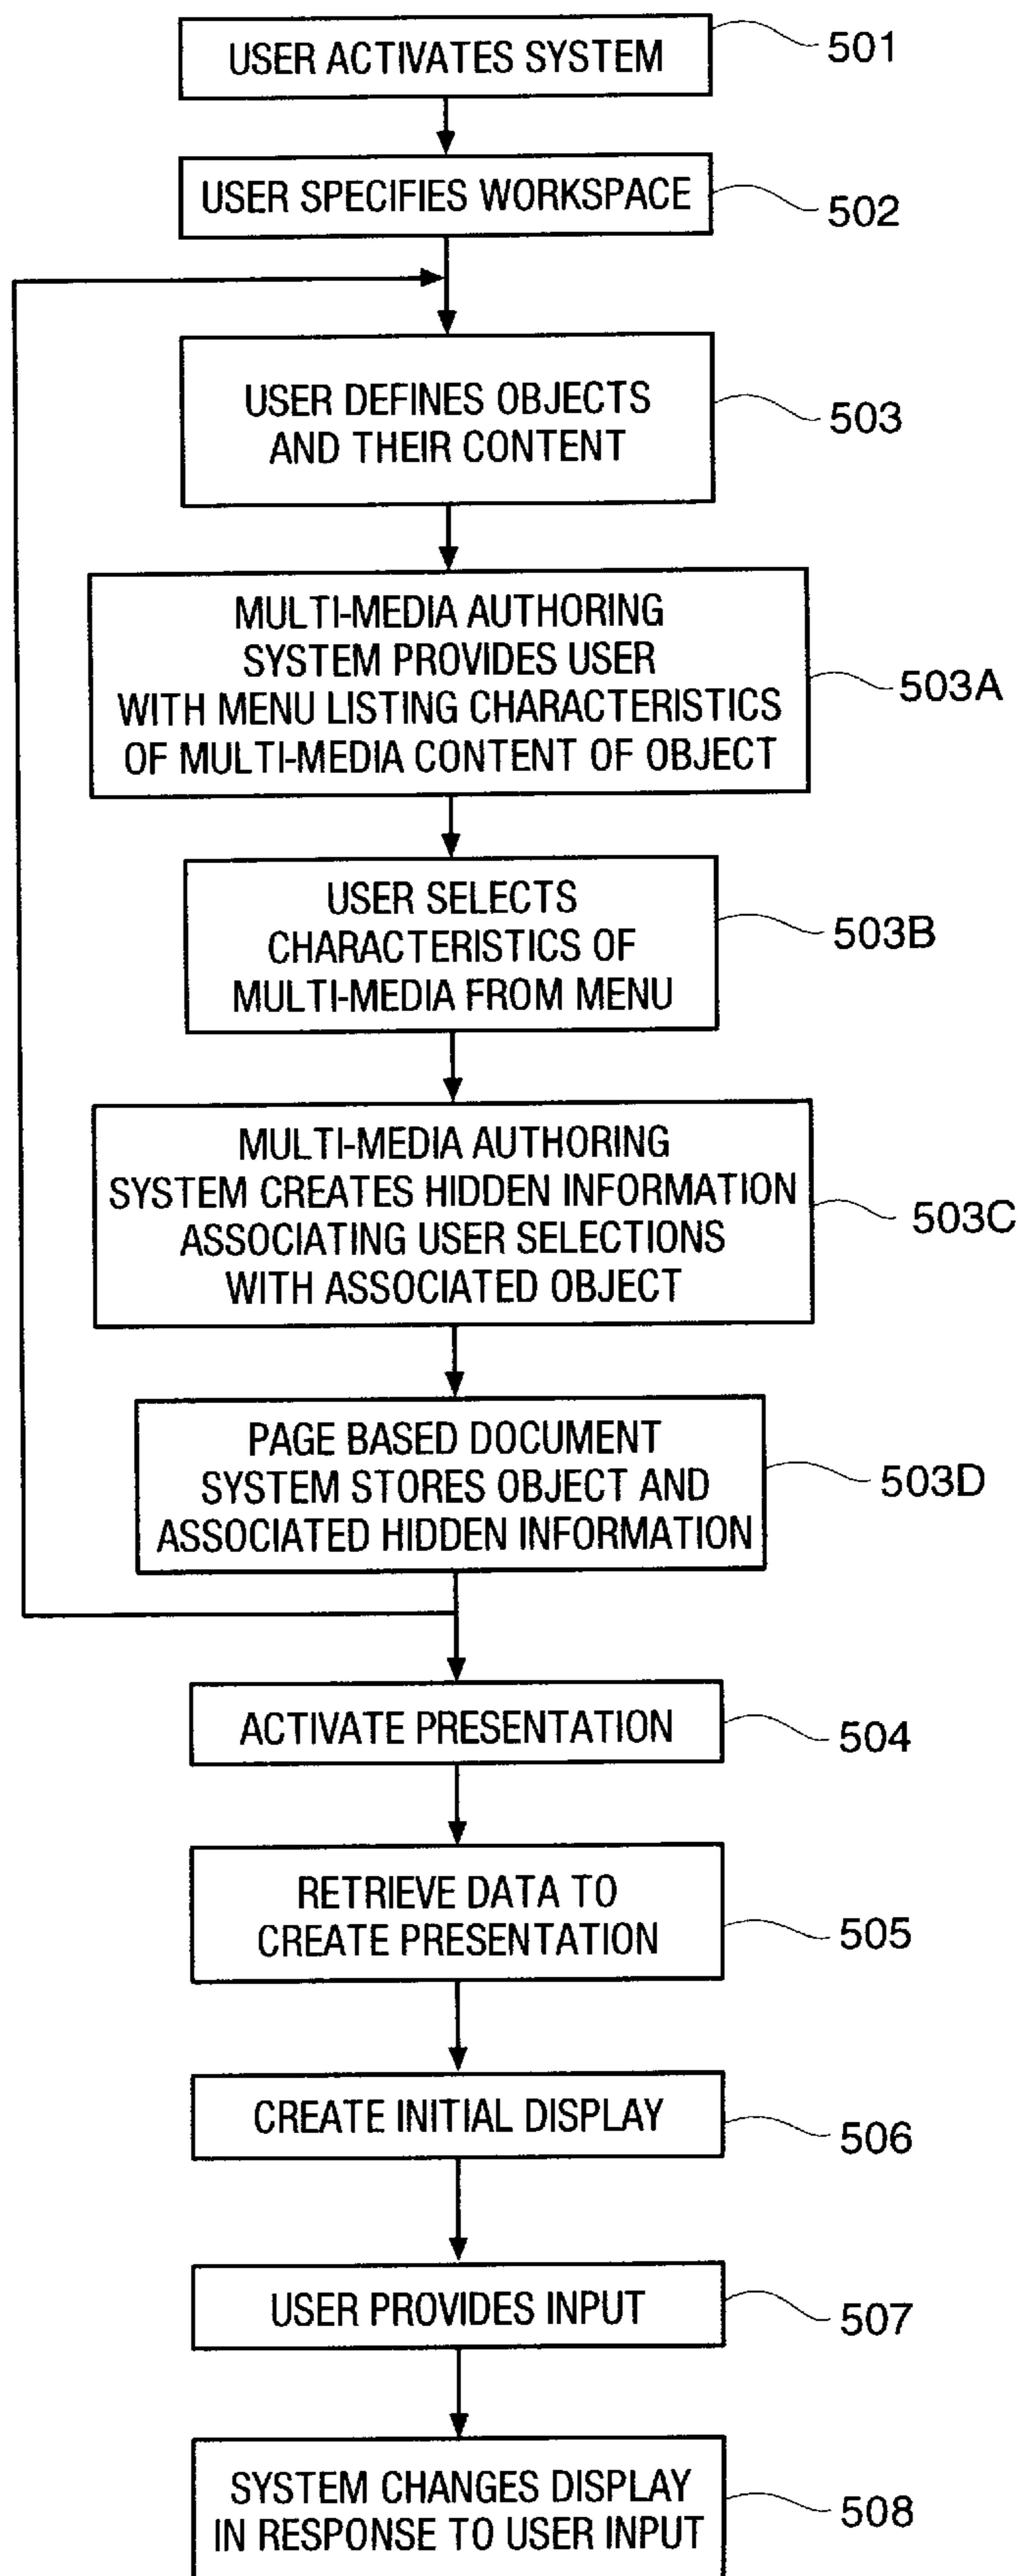 USER ACTIVATES SYSTEM
501
USER SPECIFIES WORKSPACE
502
USER DEFINES OBJECTS
AND THEIR CONTENT
503
MULTI-MEDIA AUTHORING
SYSTEM PROVIDES USER
WITH MENU LISTING CHARACTERISTICS
OF MULTI-MEDIA CONTENT OF OBJECT
503A
USER SELECTS
CHARACTERISTICS OF
MULTI-MEDIA FROM MENU
503B
MULTI-MEDIA AUTHORING
SYSTEM CREATES HIDDEN INFORMATION
ASSOCIATING USER SELECTIONS
WITH ASSOCIATED OBJECT
503C
PAGE BASED DOCUMENT
SYSTEM STORES OBJECT AND
ASSOCIATED HIDDEN INFORMATION
503D
ACTIVATE PRESENTATION
504
RETRIEVE DATA TO
CREATE PRESENTATION
505
CREATE INITIAL DISPLAY
506
USER PROVIDES INPUT
507
SYSTEM CHANGES DISPLAY
IN RESPONSE TO USER INPUT
508